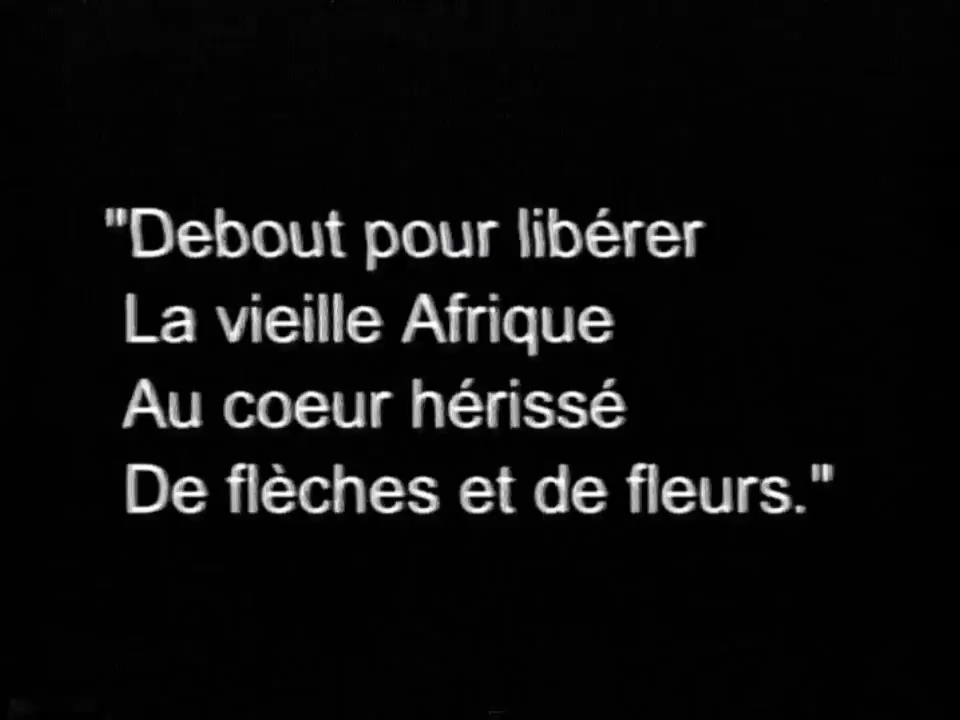 "Debout pour libérer
La vieille Afrique
Au coeur hérissé
De flèches et de fleurs."